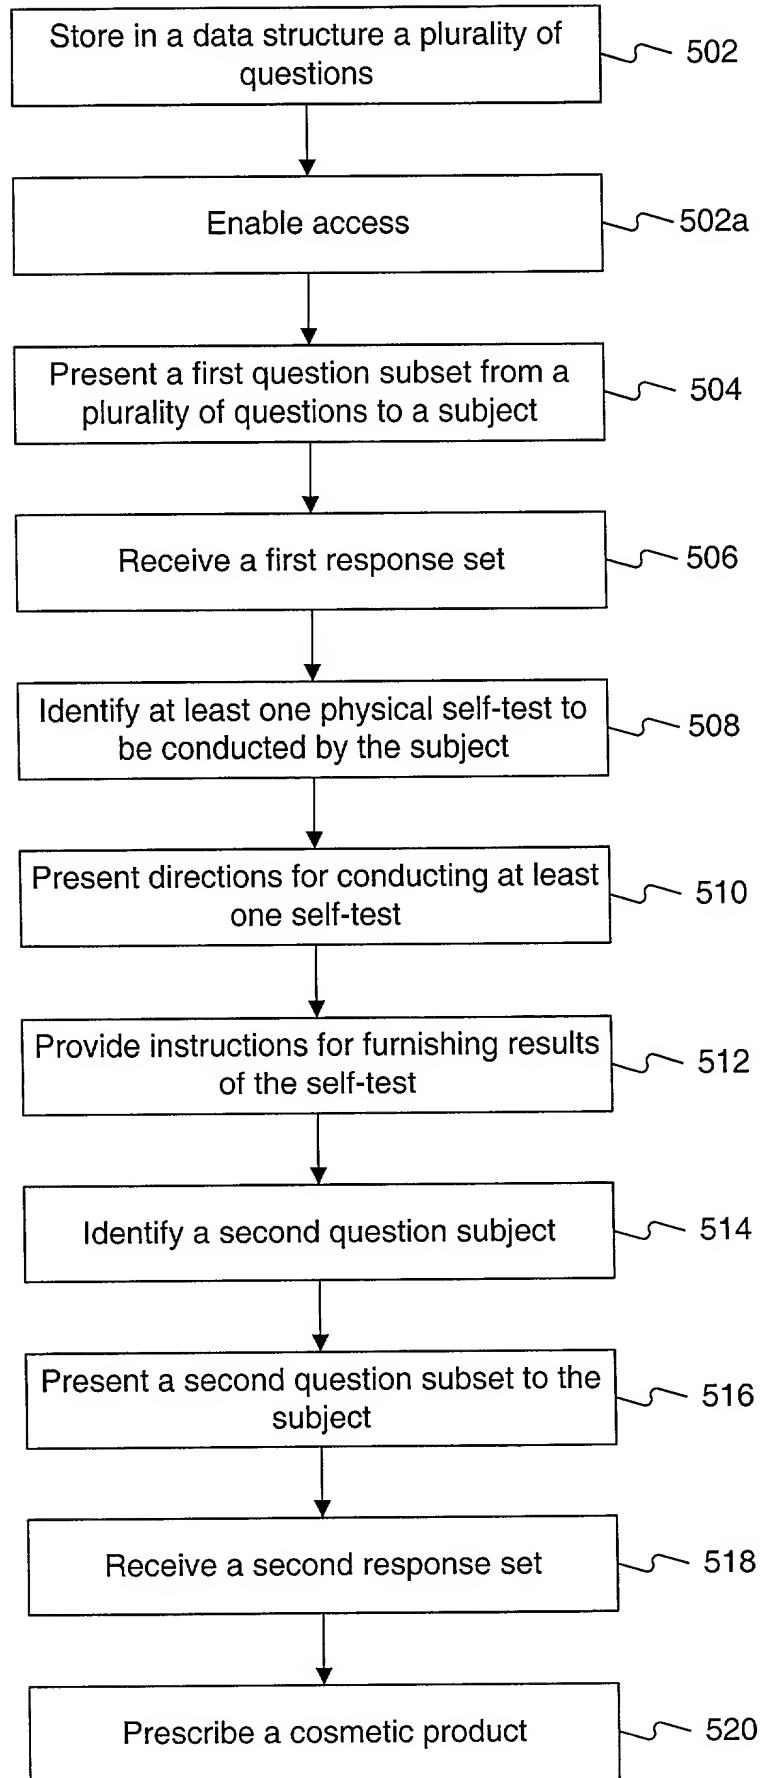 Store in a data structure a plurality of
questions
502
Enable access
502a
Present a first question subset from a
plurality of questions to a subject
504
Receive a first response set
506
Identify at least one physical self-test to
be conducted by the subject
508
Present directions for conducting at least
one self-test
510
Provide instructions for furnishing results
of the self-test
512
Identify a second question subject
514
Present a second question subset to the
subject
516
Receive a second response set
518
Prescribe a cosmetic product
520